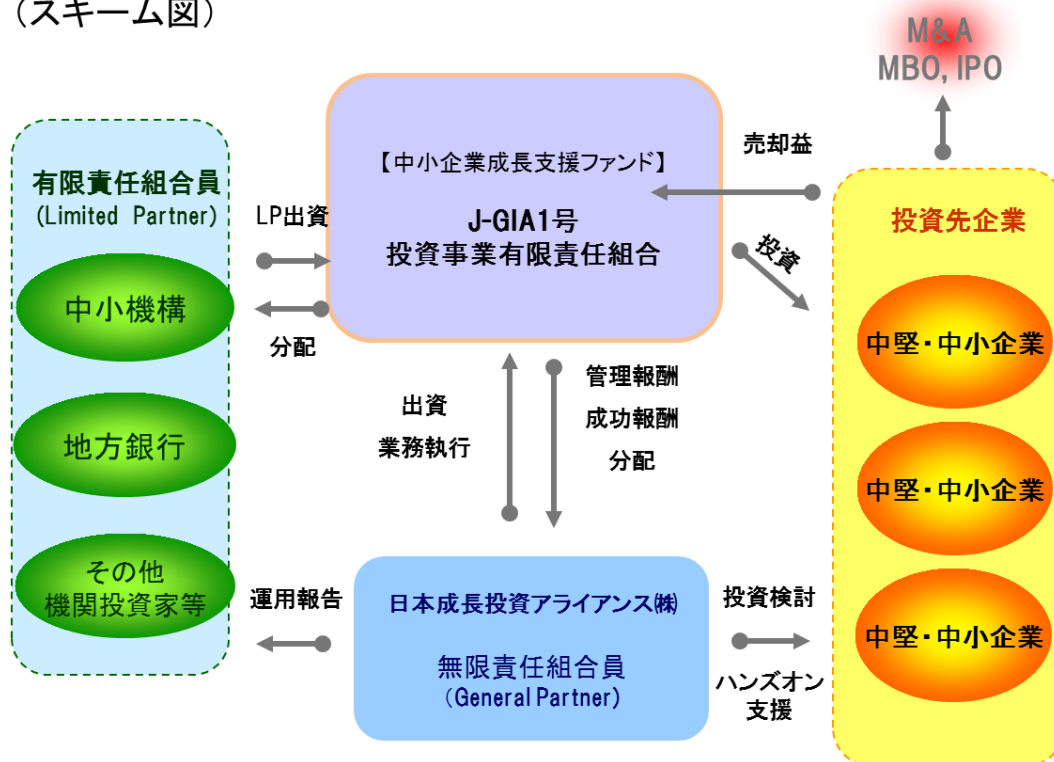 (スキーム図)
M&A
MBO, IPO
有限責任組合員
(Limited Partner)
中小機構
地方銀行
その他
機関投資家等
LP出資
分配
【中小企業成長支援ファンド】
J-GIA1号
投資事業有限責任組合
売却益
投資
投資先企業
中堅・中小企業
中堅・中小企業
中堅・中小企業
出資
業務執行
管理報酬
成功報酬
分配
運用報告
日本成長投資アライアンス㈱
無限責任組合員
(General Partner)
投資検討
ハンズオン
支援